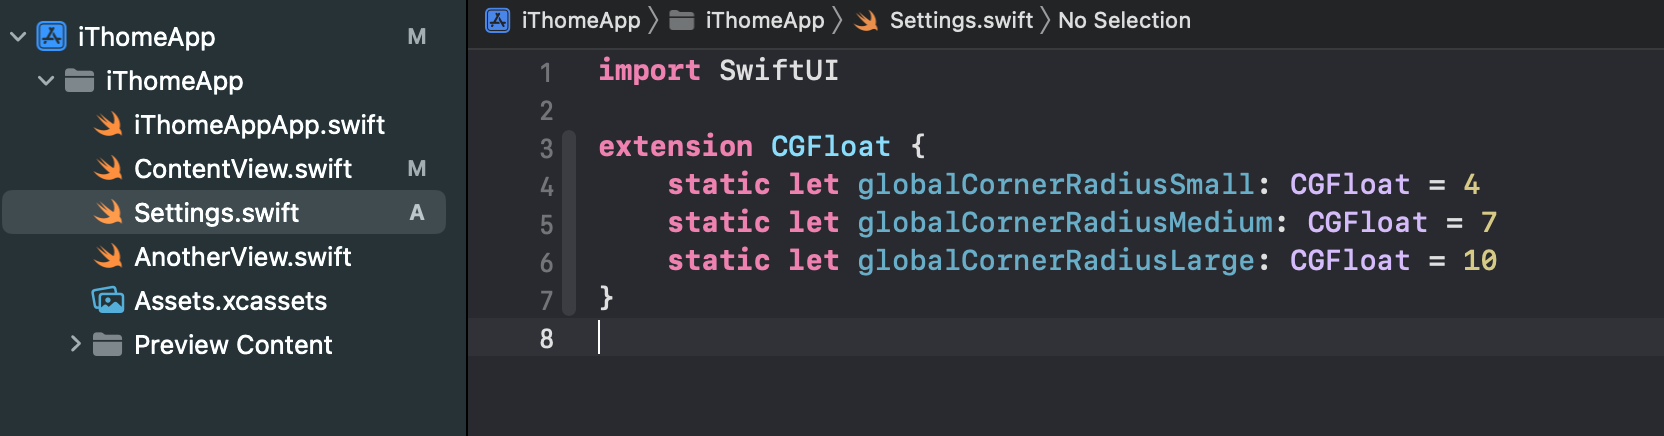 iThomeApp M
iThomeApp
iThomeAppApp.swift
ContentView.swift M
Settings.swift A
AnotherView.swift
Assets.xcassets
Preview Content
iThomeApp iThomeApp Settings.swift No Selection
1 import SwiftUI
2
3 extension CGFloat {
4     static let globalCornerRadiusSmall: CGFloat = 4
5     static let globalCornerRadiusMedium: CGFloat = 7
6     static let globalCornerRadiusLarge: CGFloat = 10
7 }
8